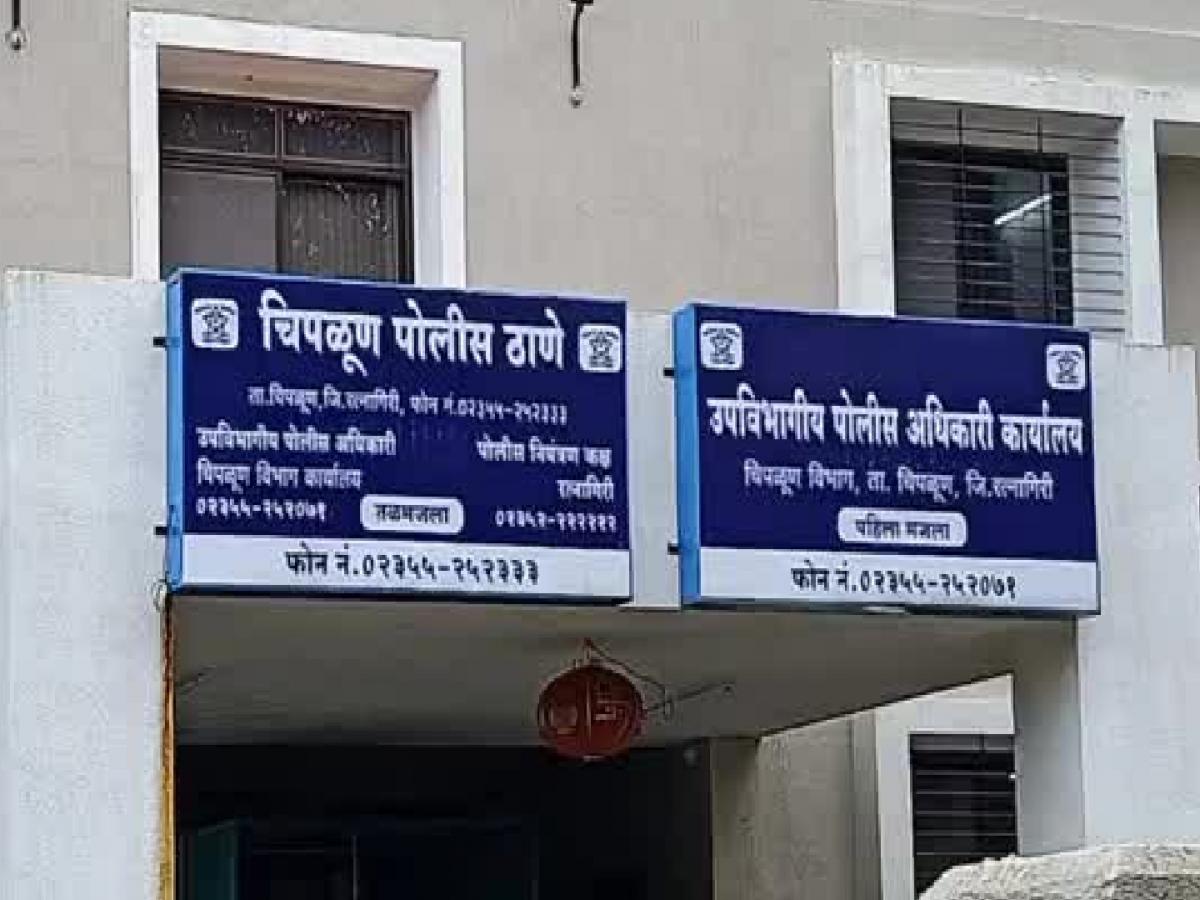 चिपळूण पोलीस ठाणे
ता.चिपळूण,जि.रत्नागिरी, फोन नं.०२३५५-२५२३३३
उपविभागीय पोलीस अधिकारी
चिपळूण विभाग कार्यालय
०२३५५-२५२०७१
पोलीस नियंत्रण कक्ष
रत्नागिरी
०२३५२-२२२२२२
तळमजला
फोन नं.०२३५५-२५२३३३
उपविभागीय पोलीस अधिकारी कार्यालय
चिपळूण विभाग, ता. चिपळूण, जि.रत्नागिरी
पहिला मजला
फोन नं.०२३५५-२५२०७१